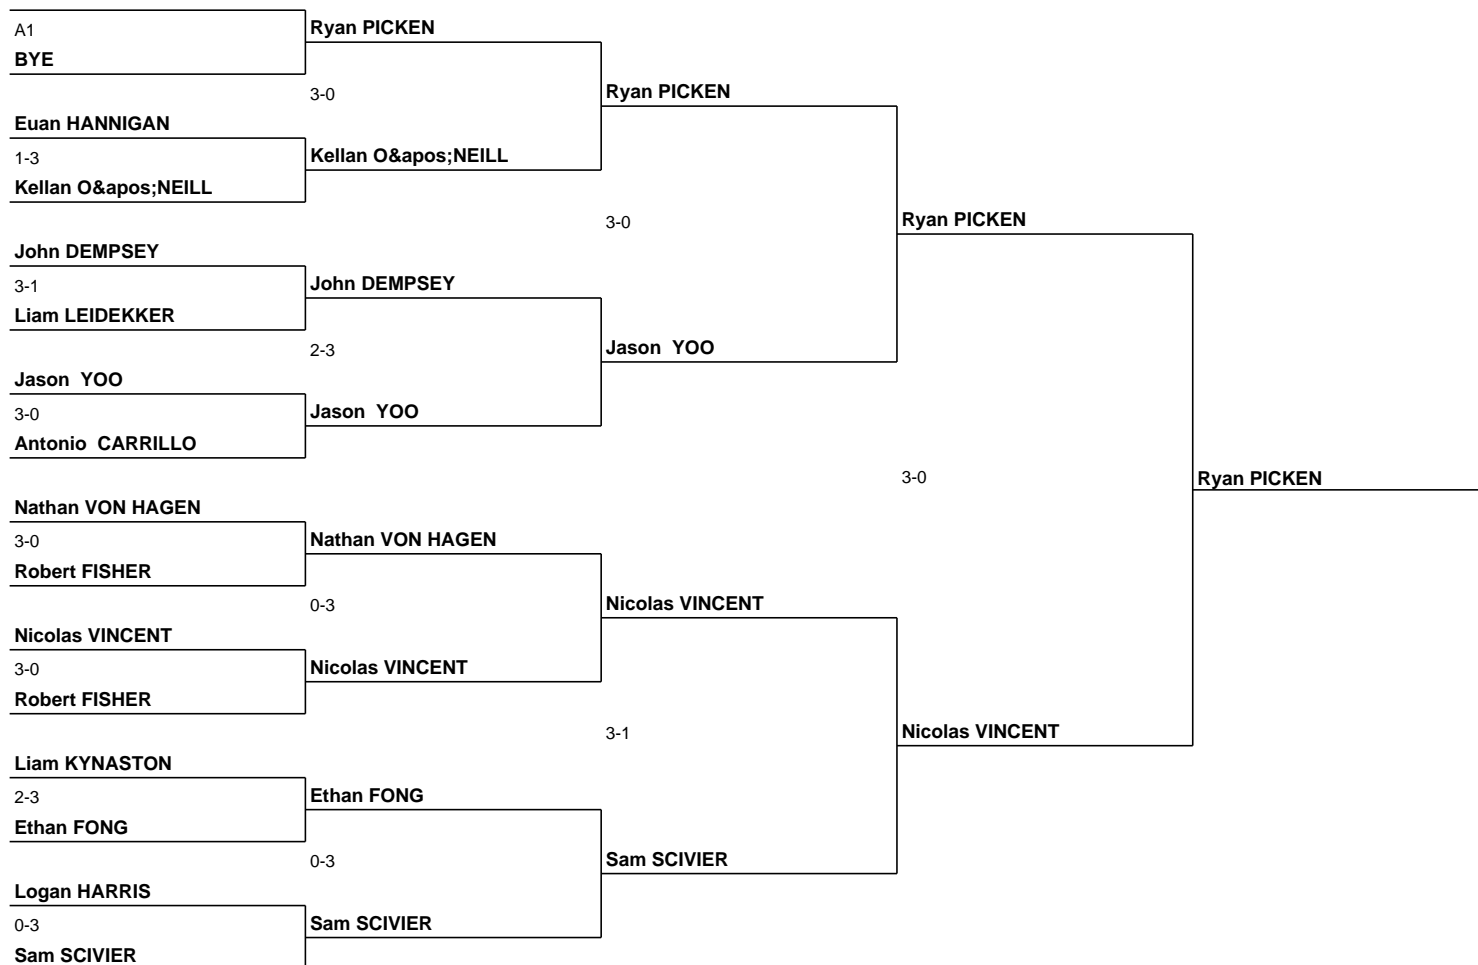 A1
BYE
Euan HANNIGAN
1-3
Kellan O&apos;NEILL
John DEMPSEY
3-1
Liam LEIDEKKER
Jason  YOO
3-0
Antonio  CARRILLO
Nathan VON HAGEN
3-0
Robert FISHER
Nicolas VINCENT
3-0
Robert FISHER
Liam KYNASTON
2-3
Ethan FONG
Logan HARRIS
0-3
Sam SCIVIER
Ryan PICKEN
3-0
Kellan O&apos;NEILL
John DEMPSEY
2-3
Jason  YOO
Nathan VON HAGEN
0-3
Nicolas VINCENT
Ethan FONG
0-3
Sam SCIVIER
Ryan PICKEN
3-0
Jason  YOO
Nicolas VINCENT
3-1
Sam SCIVIER
Ryan PICKEN
3-0
Nicolas VINCENT
Ryan PICKEN